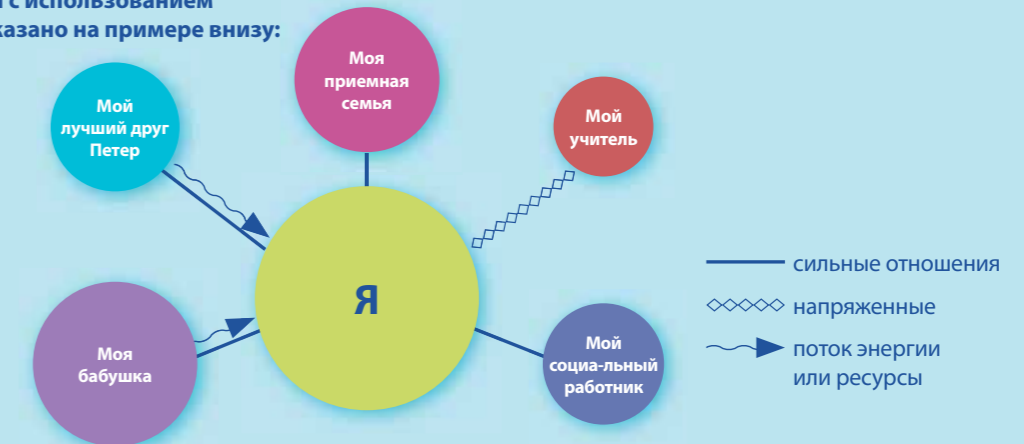 с использованием
казано на примере внизу:
Моя
приемная
семья
Мой
лучший друг
Петер
Мой
учитель
Я
Моя
бабушка
Мой
социа-льный
работник
сильные отношения
напряженные
поток энергии
или ресурсы